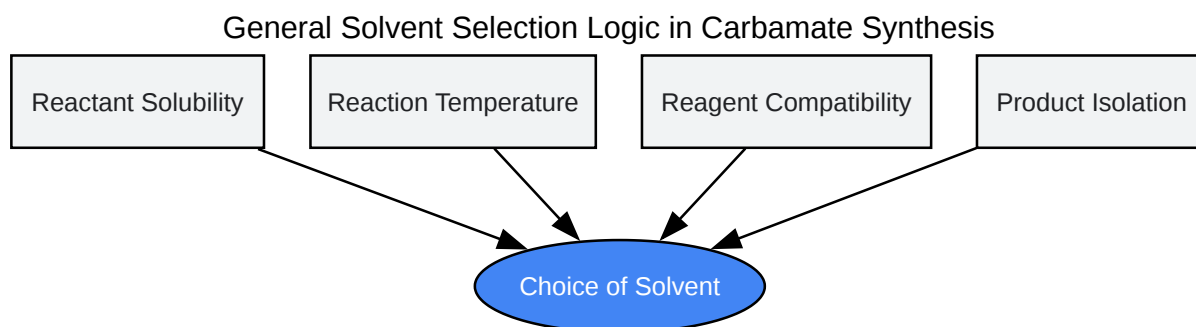 General Solvent Selection Logic in Carbamate Synthesis
Reactant Solubility
Reaction Temperature
Reagent Compatibility
Product Isolation
Choice of Solvent